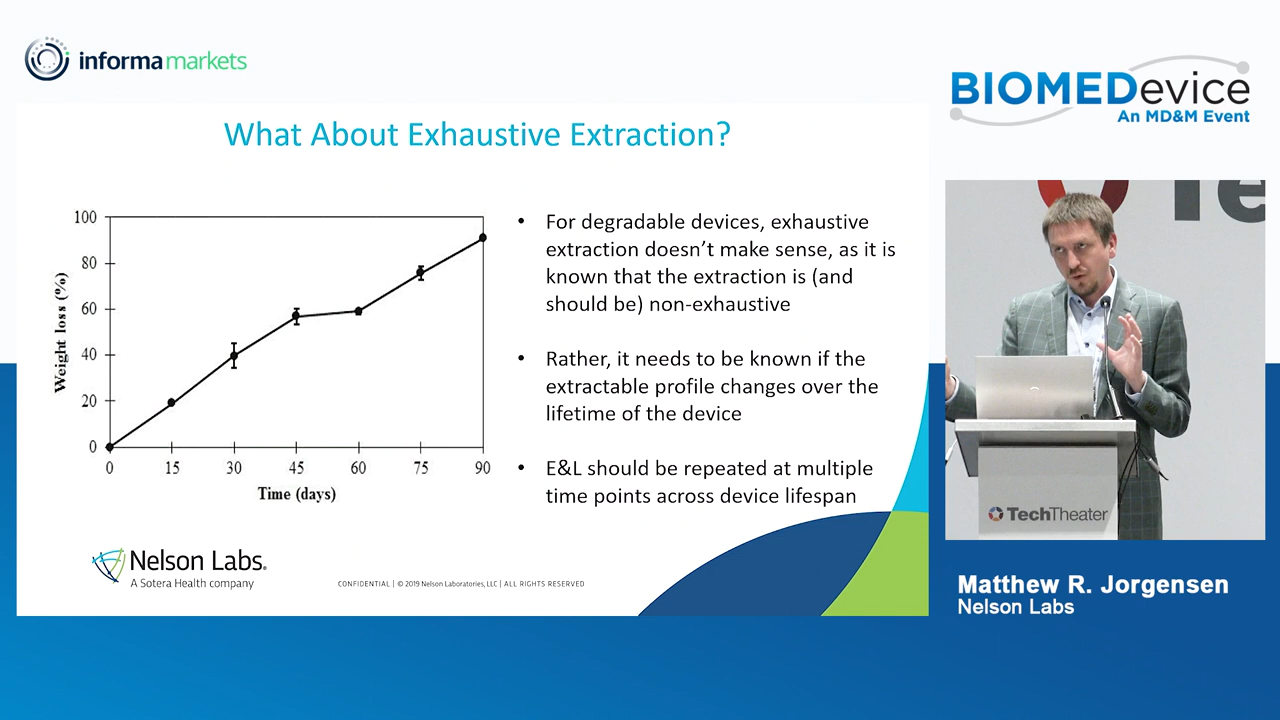 informa markets
BIOMEDevice
An MD&M Event
What About Exhaustive Extraction?
Weight loss (%)
100
80
60
40
20
0
0 15 30 45 60 75 90
Time (days)
• For degradable devices, exhaustive
extraction doesn't make sense, as it is
known that the extraction is (and
should be) non-exhaustive
• Rather, it needs to be known if the
extractable profile changes over the
lifetime of the device
• E&L should be repeated at multiple
time points across device lifespan
Nelson Labs®
A Sotera Health company
CONFIDENTIAL | © 2019 Nelson Laboratories, LLC | ALL RIGHTS RESERVED
Te
TechTheater
Matthew R. Jorgensen
Nelson Labs